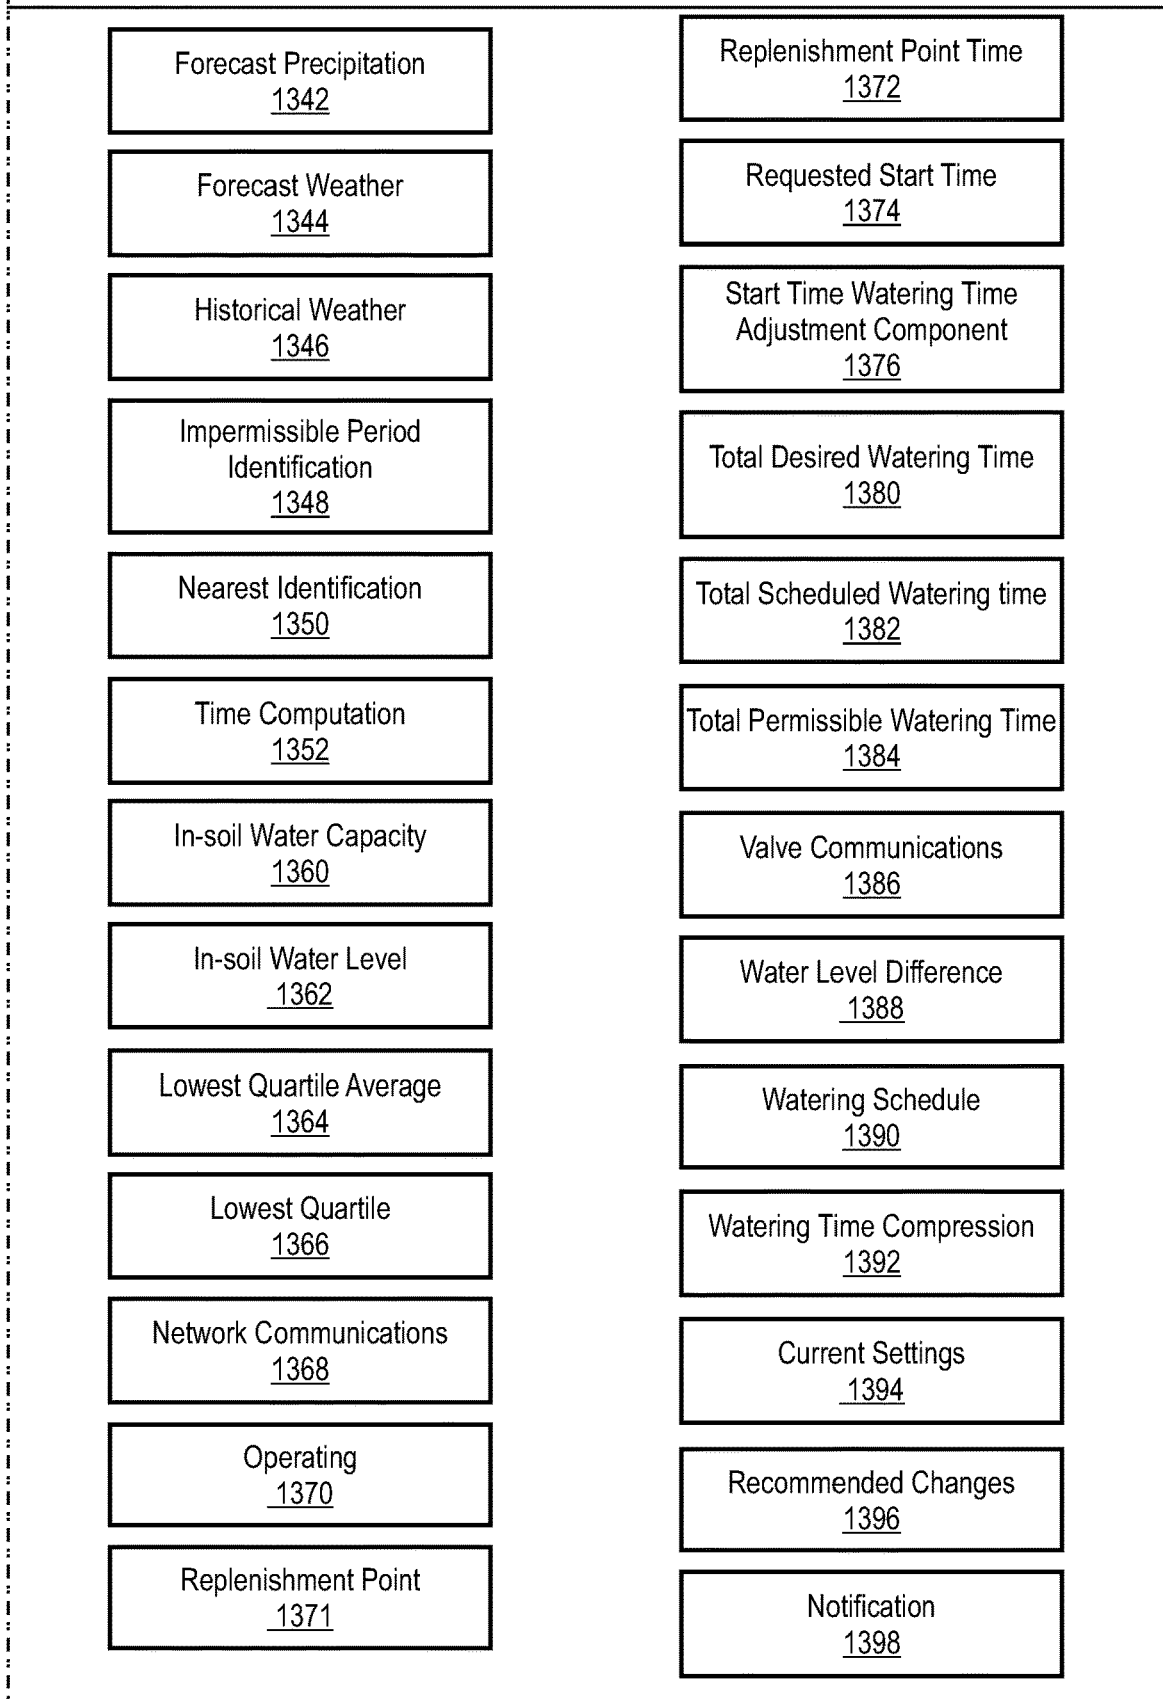 Forecast Precipitation
1342
Forecast Weather
1344
Historical Weather
1346
Impermissible Period
Identification
1348
Nearest Identification
1350
Time Computation
1352
In-soil Water Capacity
1360
In-soil Water Level
1362
Lowest Quartile Average
1364
Lowest Quartile
1366
Network Communications
1368
Operating
1370
Replenishment Point
1371
Replenishment Point Time
1372
Requested Start Time
1374
Start Time Watering Time
Adjustment Component
1376
Total Desired Watering Time
1380
Total Scheduled Watering time
1382
Total Permissible Watering Time
1384
Valve Communications
1386
Water Level Difference
1388
Watering Schedule
1390
Watering Time Compression
1392
Current Settings
1394
Recommended Changes
1396
Notification
1398